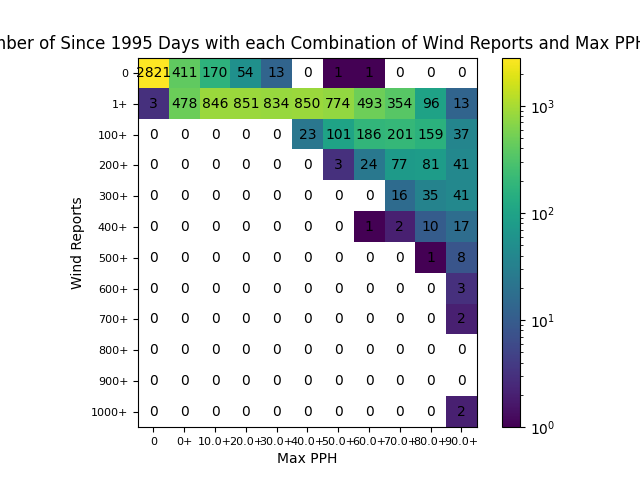 mber of Since 1995 Days with each Combination of Wind Reports and Max PPH
0 2821 411 170 54 13 0 1 1 0 0 0
1+ 3 478 846 851 834 850 774 493 354 96 13
100+ 0 0 0 0 0 23 101 186 201 159 37
200+ 0 0 0 0 0 0 3 24 77 81 41
300+ 0 0 0 0 0 0 0 0 16 35 41
400+ 0 0 0 0 0 0 0 1 2 10 17
500+ 0 0 0 0 0 0 0 0 0 1 8
600+ 0 0 0 0 0 0 0 0 0 0 3
700+ 0 0 0 0 0 0 0 0 0 0 2
800+ 0 0 0 0 0 0 0 0 0 0 0
900+ 0 0 0 0 0 0 0 0 0 0 0
1000+ 0 0 0 0 0 0 0 0 0 0 2
0 0+ 10.0+ 20.0+ 30.0+ 40.0+ 50.0+ 60.0+ 70.0+ 80.0+ 90.0+
Max PPH
Wind Reports
10³
10²
10¹
10⁰